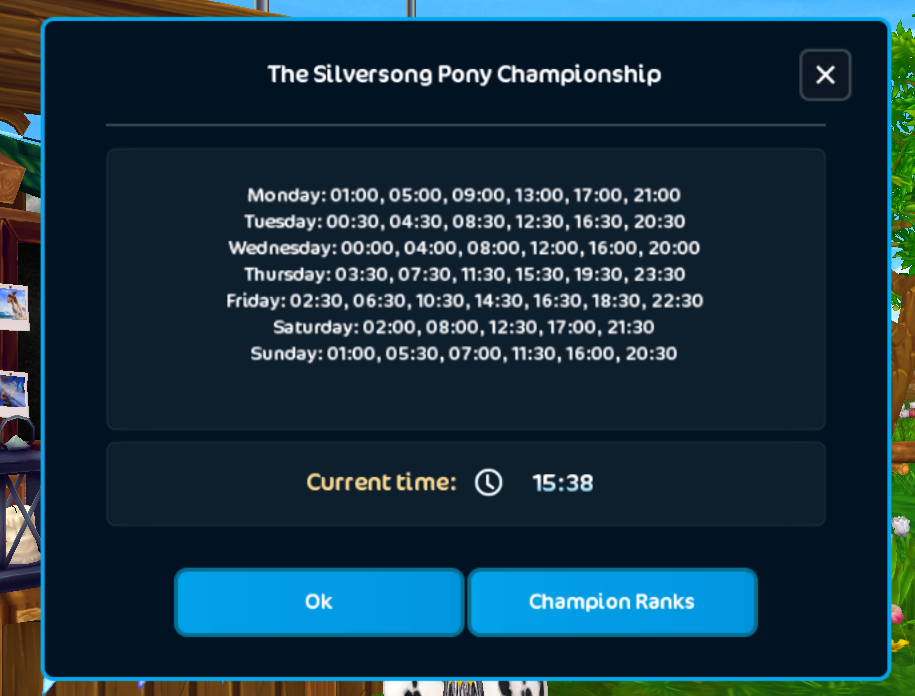 The Silversong Pony Championship
Monday: 01:00, 05:00, 09:00, 13:00, 17:00, 21:00
Tuesday: 00:30, 04:30, 08:30, 12:30, 16:30, 20:30
Wednesday: 00:00, 04:00, 08:00, 12:00, 16:00, 20:00
Thursday: 03:30, 07:30, 11:30, 15:30, 19:30, 23:30
Friday: 02:30, 06:30, 10:30, 14:30, 16:30, 18:30, 22:30
Saturday: 02:00, 08:00, 12:30, 17:00, 21:30
Sunday: 01:00, 05:30, 07:00, 11:30, 16:00, 20:30
Current time: 15:38
Ok
Champion Ranks